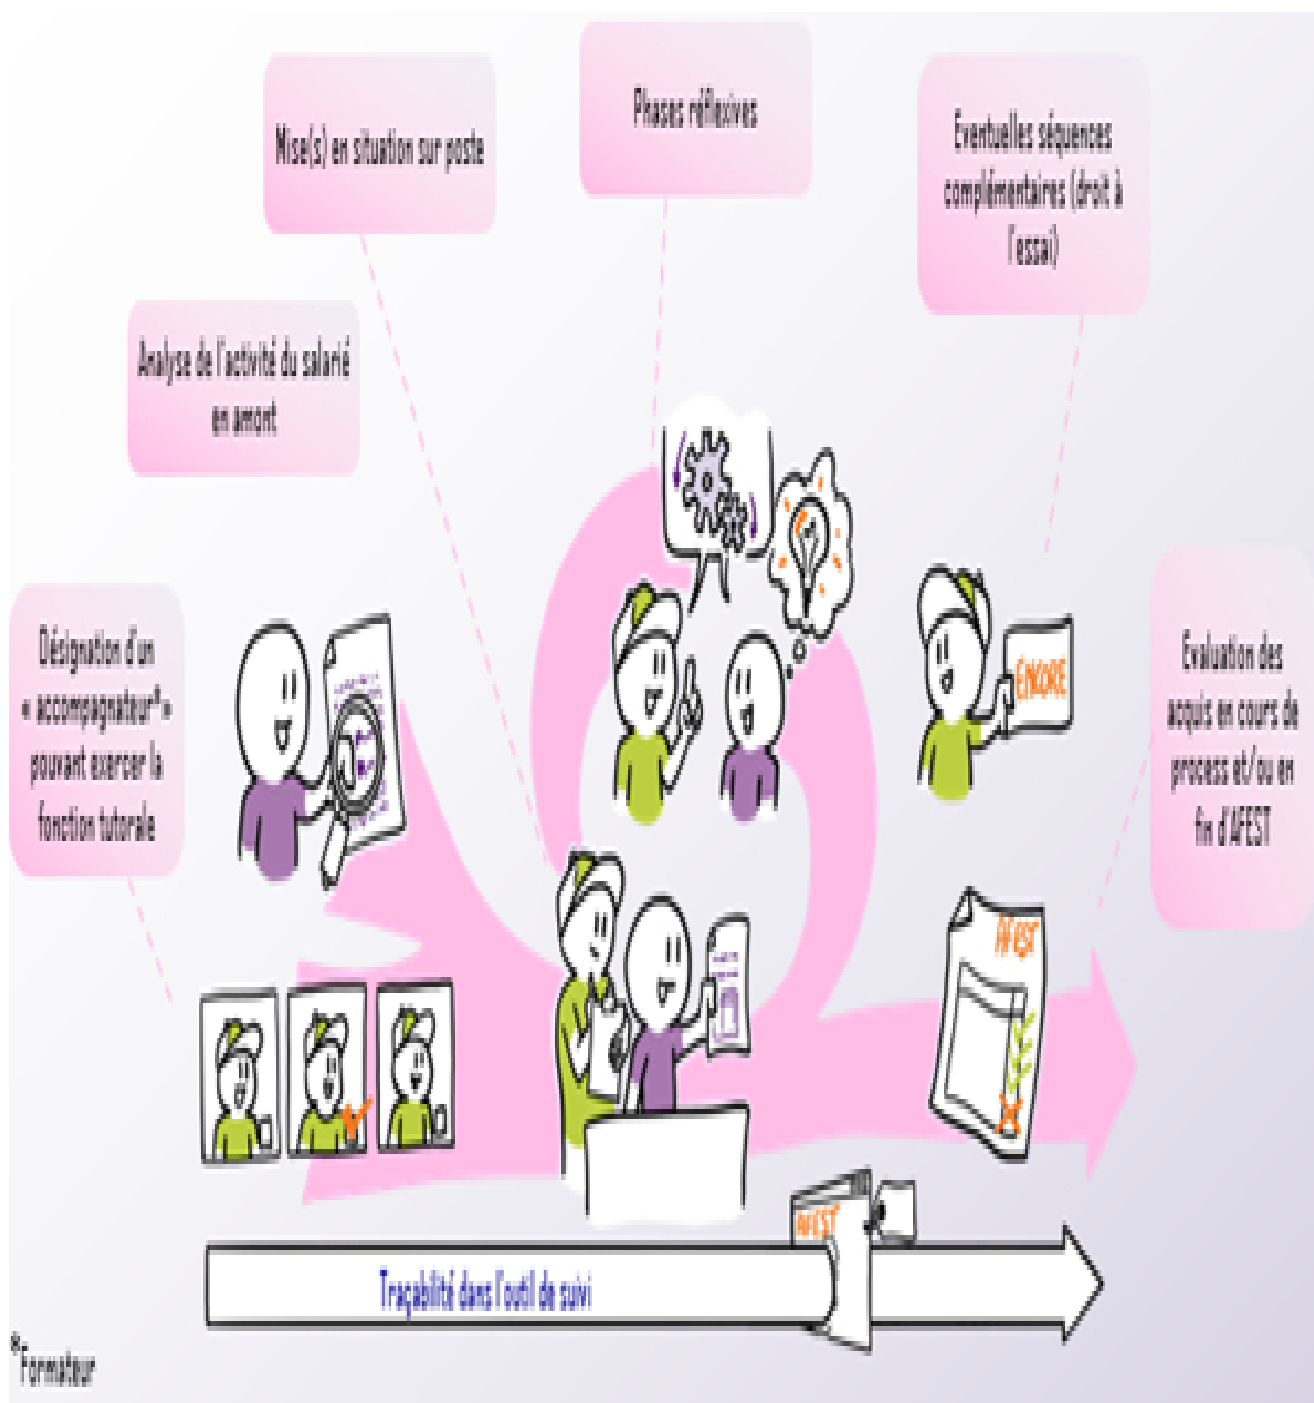 Mise(s) en situation sur poste
Phases réflexives
Eventuelles séquences
complémentaires (droit à
l'essai)
Analyse de l'activité du salarié
en amont
Désignation d'un
« accompagnateur*»
pouvant exercer la
fonction tutorale
ENCORE
Evaluation des
acquis en cours de
process et/ou en
fin d'AFEST
AFEST
AFEST
Traçabilité dans l'outil de suivi
*Formateur